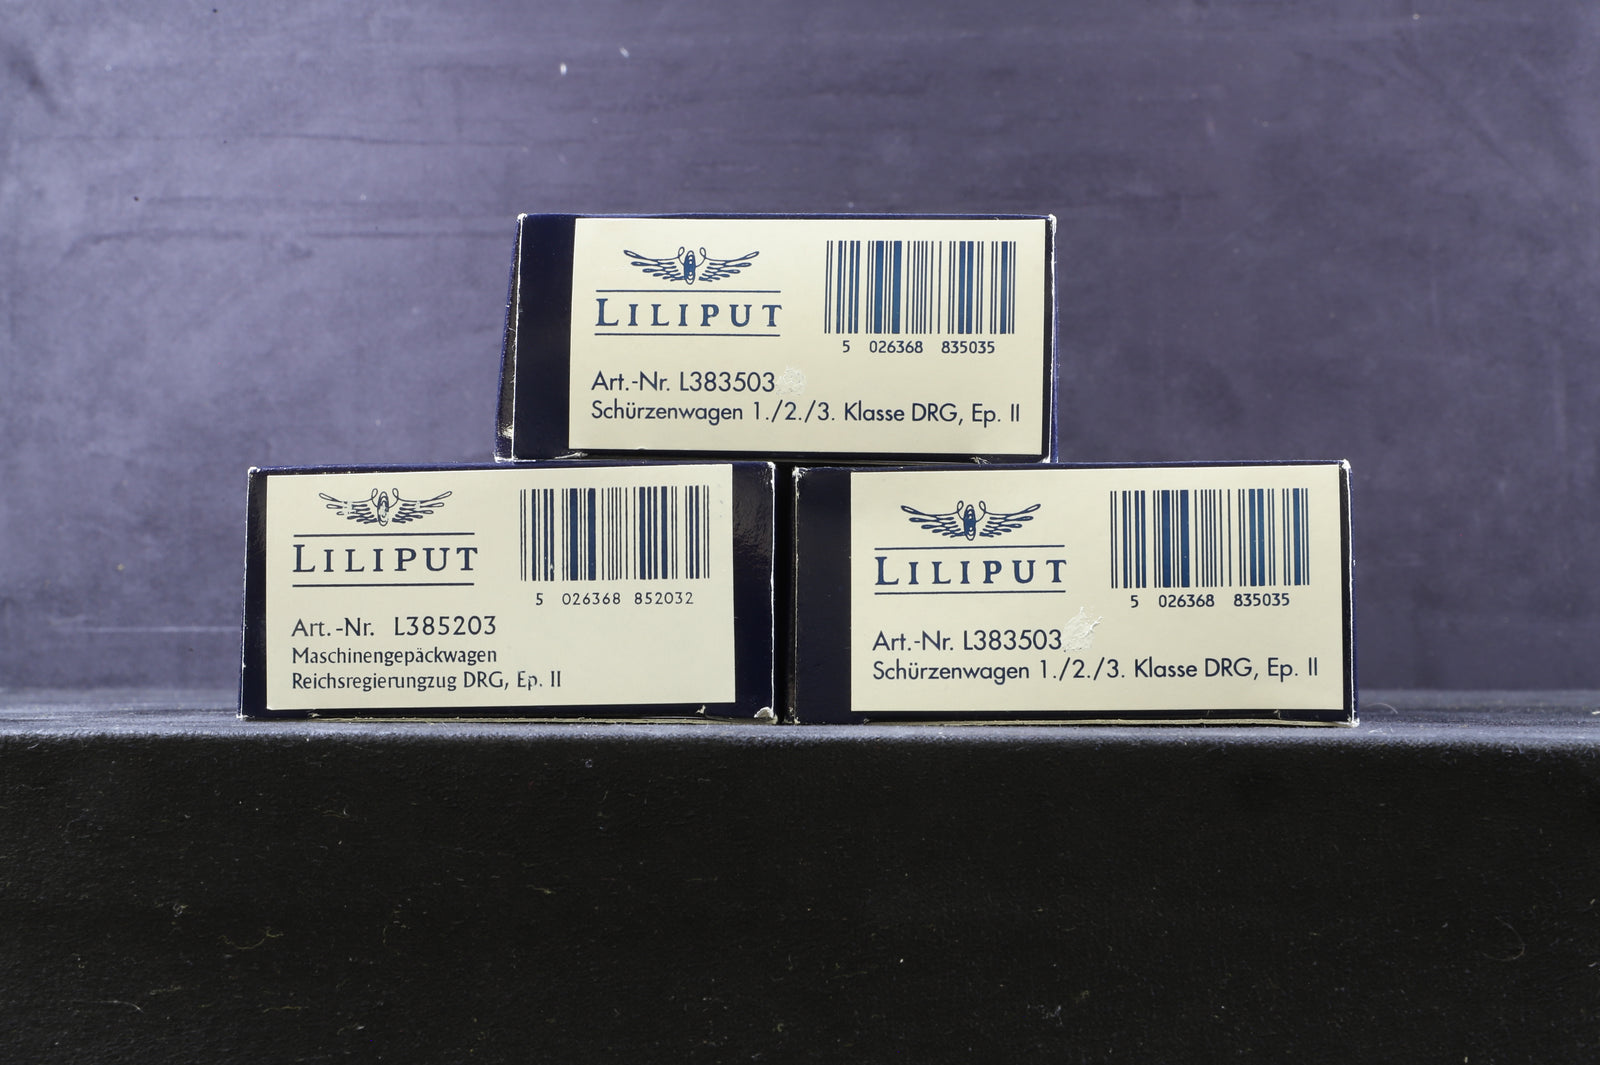 LILIPUT
5 026368 835035
Art.-Nr. L383503
Schürzenwagen 1./2./3. Klasse DRG, Ep. II
LILIPUT
5 026368 852032
Art.-Nr. L385203
Maschinengepäckwagen
Reichsregierungzug DRG, Ep. II
LILIPUT
5 026368 835035
Art.-Nr. L383503
Schürzenwagen 1./2./3. Klasse DRG, Ep. II